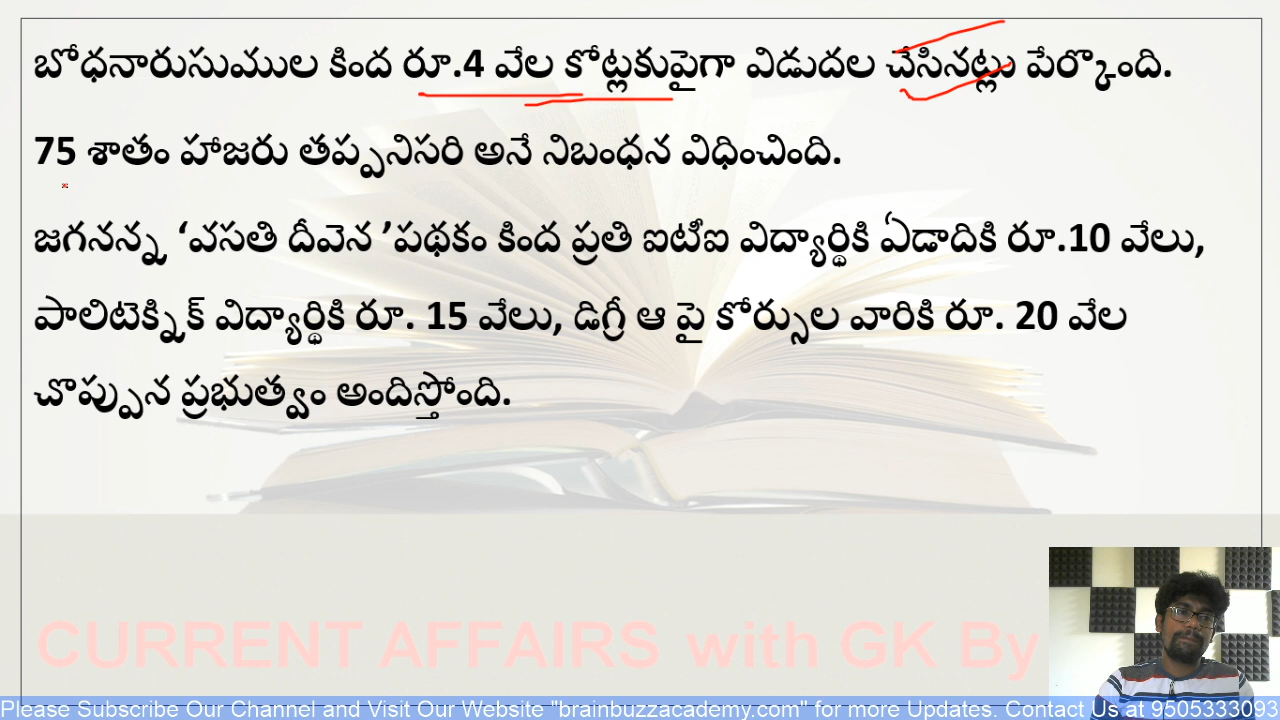 బోధనారుసుముల కింద రూ.4 వేల కోట్లకుపైగా విడుదల చేసినట్లు పేర్కొంది.
75 శాతం హాజరు తప్పనిసరి అనే నిబంధన విధించింది.
జగనన్న ‘వసతి దీవెన ’పథకం కింద ప్రతి ఐటీఐ విద్యార్థికి ఏడాదికి రూ.10 వేలు,
పాలిటెక్నిక్ విద్యార్థికి రూ. 15 వేలు, డిగ్రీ ఆ పై కోర్సుల వారికి రూ. 20 వేల
చొప్పున ప్రభుత్వం అందిస్తోంది.
CURRENT AFFAIRS with GK By
Please Subscribe Our Channel and Visit Our Website "brainbuzzacademy.com" for more Updates. Contact Us at 9505333093